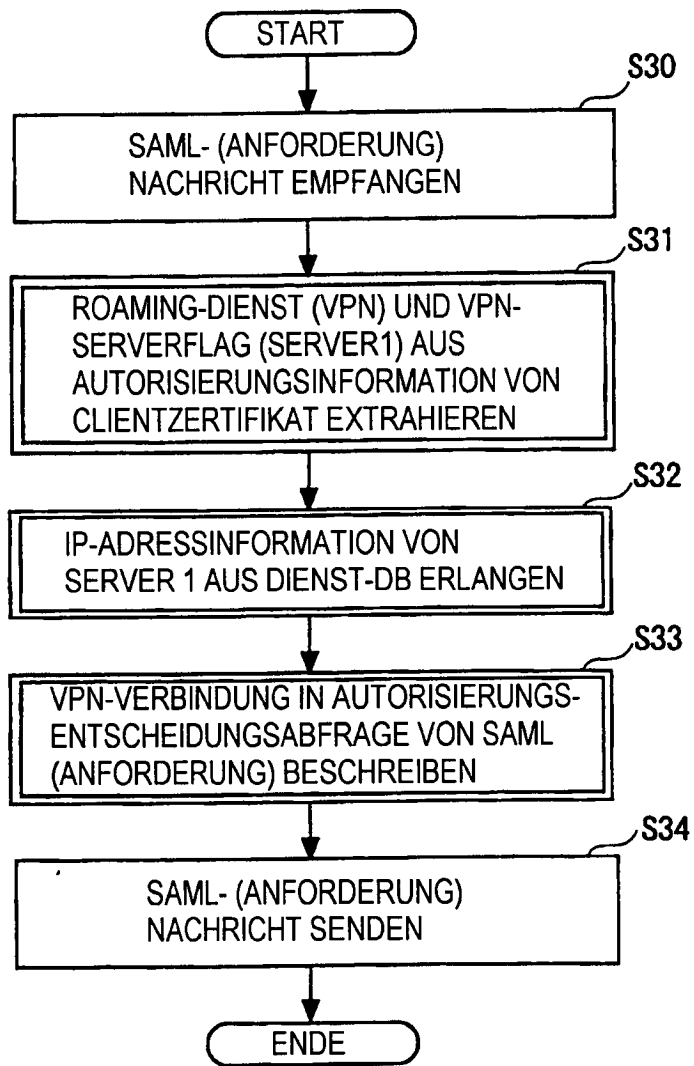 START
S30
SAML- (ANFORDERUNG)
NACHRICHT EMPFANGEN
S31
ROAMING-DIENST (VPN) UND VPN-
SERVERFLAG (SERVER1) AUS
AUTORISIERUNGSINFORMATION VON
CLIENTZERTIFIKAT EXTRAHIEREN
S32
IP-ADRESSINFORMATION VON
SERVER 1 AUS DIENST-DB ERLANGEN
S33
VPN-VERBINDUNG IN AUTORISIERUNGS-
ENTSCHEIDUNGSABFRAGE VON SAML
(ANFORDERUNG) BESCHREIBEN
S34
SAML- (ANFORDERUNG)
NACHRICHT SENDEN
ENDE